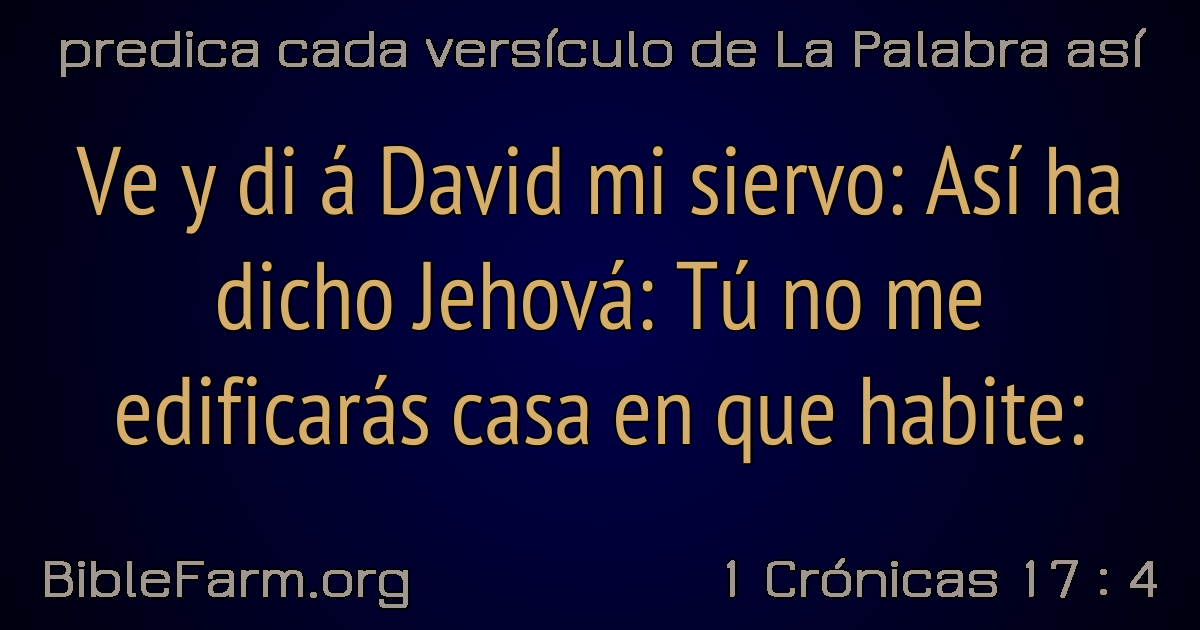 predica cada versículo de La Palabra así
Ve y di á David mi siervo: Así ha
dicho Jehová: Tú no me
edificarás casa en que habite:
BibleFarm.org
1 Crónicas 17 : 4